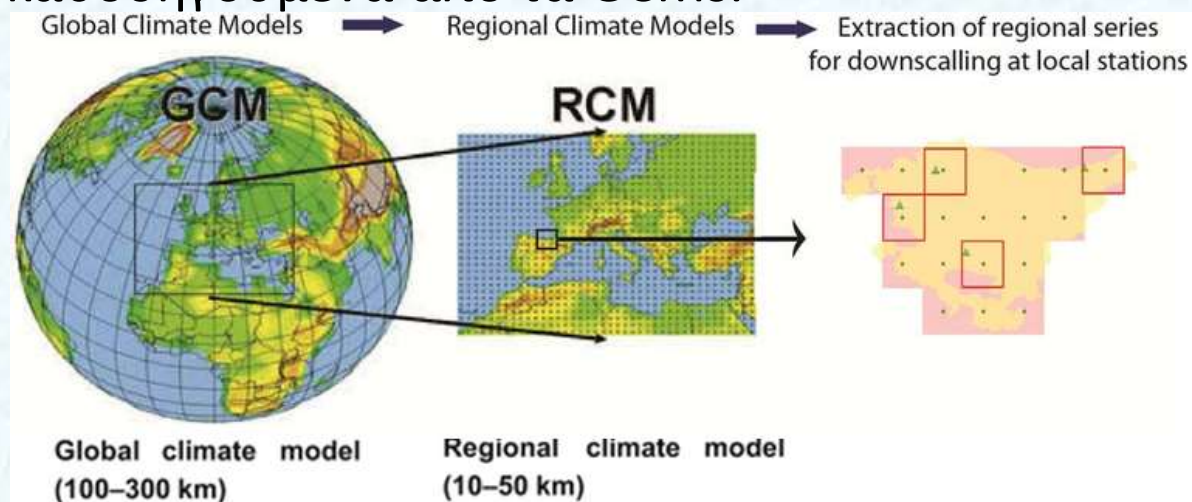 Global Climate Models Regional Climate Models Extraction of regional series
for downscalling at local stations
GCM
RCM
Global climate model
(100–300 km)
Regional climate model
(10–50 km)